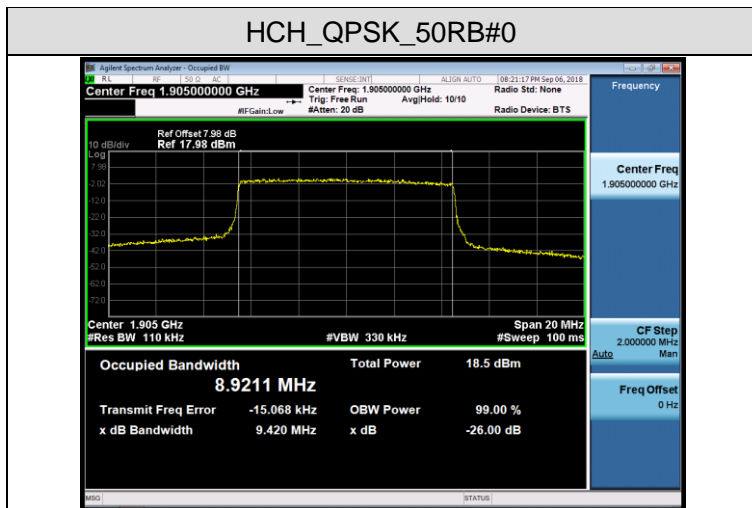 HCH_QPSK_50RB#0
Agilent Spectrum Analyzer - Occupied BW
RL RF 50 Ω AC SENSE:INT ALIGN AUTO 08:21:17 PM Sep 06, 2018
Center Freq 1.905000000 GHz
Center Freq: 1.905000000 GHz
Radio Std: None
Trig: Free Run Avg|Hold: 10/10
#IFGain:Low #Atten: 20 dB Radio Device: BTS
Frequency
Ref Offset 7.98 dB
10 dB/div Ref 17.98 dBm
Log
7.98
-2.02
-12.0
-22.0
-32.0
-42.0
-52.0
-62.0
-72.0
Center 1.905 GHz Span 20 MHz
#Res BW 110 kHz #VBW 330 kHz #Sweep 100 ms
Center Freq
1.905000000 GHz
CF Step
2.000000 MHz
Auto Man
Freq Offset
0 Hz
Occupied Bandwidth Total Power 18.5 dBm
8.9211 MHz
Transmit Freq Error -15.068 kHz OBW Power 99.00 %
x dB Bandwidth 9.420 MHz x dB -26.00 dB
MSG STATUS